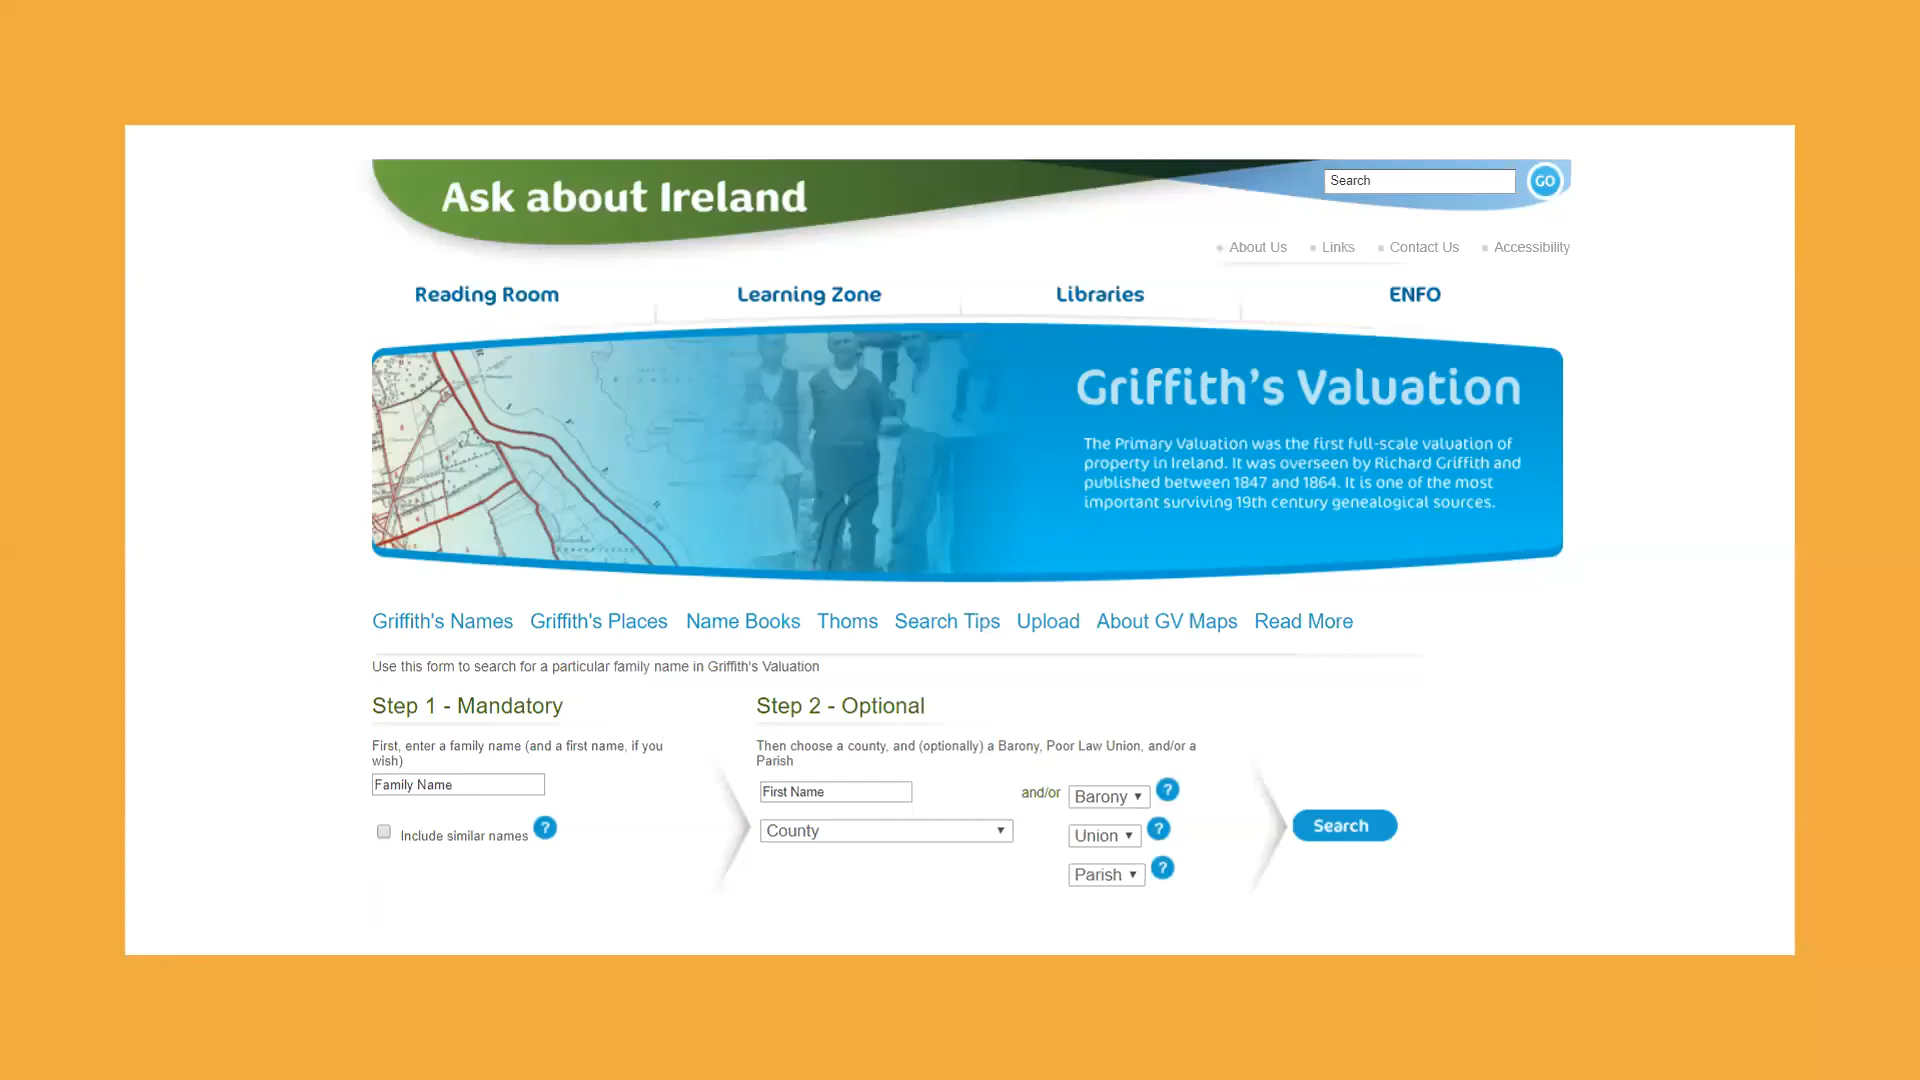 Ask about Ireland
Search
GO
About Us
Links
Contact Us
Accessibility
Reading Room
Learning Zone
Libraries
ENFO
Griffith's Valuation
The Primary Valuation was the first full-scale valuation of
property in Ireland. It was overseen by Richard Griffith and
published between 1847 and 1864. It is one of the most
important surviving 19th century genealogical sources.
Griffith's Names
Griffith's Places
Name Books
Thoms
Search Tips
Upload
About GV Maps
Read More
Use this form to search for a particular family name in Griffith's Valuation
Step 1 - Mandatory
First, enter a family name (and a first name, if you
wish)
Family Name
Include similar names
?
Step 2 - Optional
Then choose a county, and (optionally) a Barony, Poor Law Union, and/or a
Parish
First Name
County
and/or
Barony
?
Union
?
Parish
?
Search